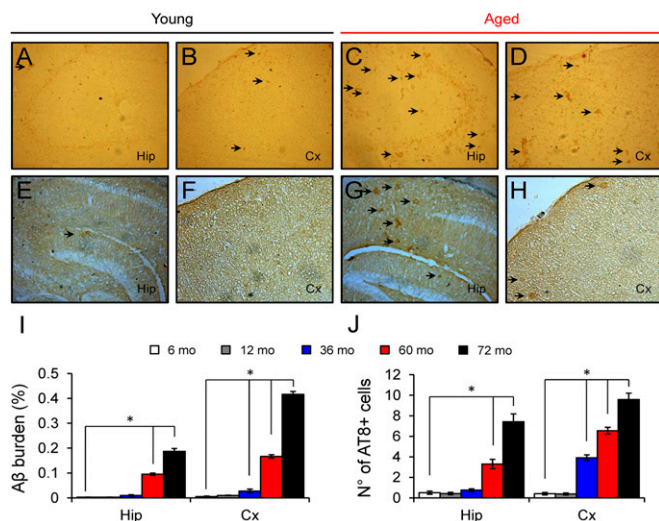 Young Aged
A B C D
Hip Cx Hip Cx
E F G H
Hip Cx Hip Cx
I J
6 mo 12 mo 36 mo 60 mo 72 mo
Aβ burden (%)
0.5
0.4
0.3
0.2
0.1
0
* *
Hip Cx
N° of AT8+ cells
12
10
8
6
4
2
0
* *
Hip Cx